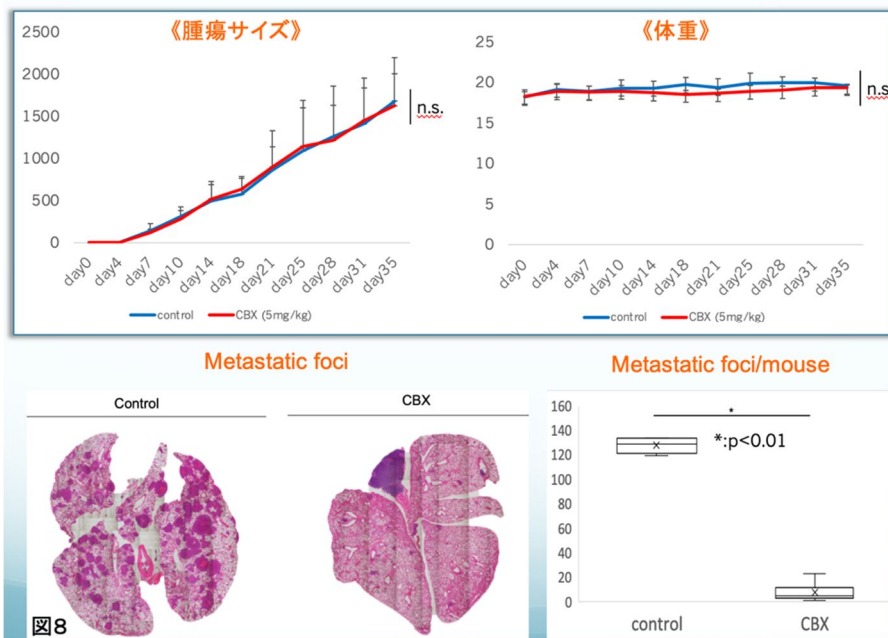 《腫瘍サイズ》
2500
2000
1500
1000
500
0
n.s.
day0 day4 day7 day10 day14 day18 day21 day25 day28 day31 day35
control CBX (5mg/kg)
《体重》
25
20
15
10
5
0
n.s
day0 day4 day7 day10 day14 day18 day21 day25 day28 day31 day35
control CBX (5mg/kg)
Metastatic foci
Control
CBX
図8
Metastatic foci/mouse
160
140
120
100
80
60
40
20
0
*
*:p<0.01
control CBX